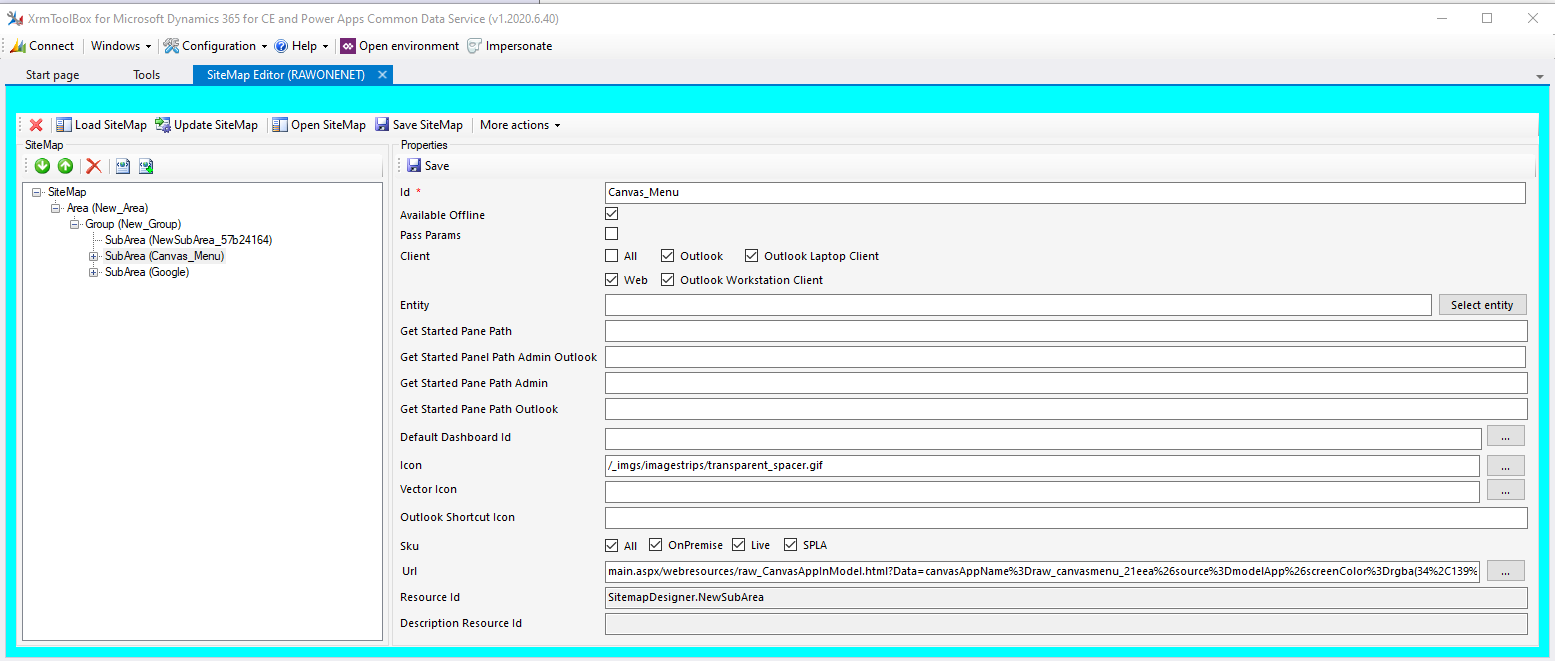 XrmToolBox for Microsoft Dynamics 365 for CE and Power Apps Common Data Service (v1.2020.6.40)
Connect Windows Configuration Help Open environment Impersonate
Start page Tools SiteMap Editor (RAWONENET)
Load SiteMap Update SiteMap Open SiteMap Save SiteMap More actions
SiteMap
SiteMap
Area (New_Area)
Group (New_Group)
SubArea (NewSubArea_57b24164)
SubArea (Canvas_Menu)
SubArea (Google)
Properties
Save
Id * Canvas_Menu
Available Offline
Pass Params
Client All Outlook Outlook Laptop Client
Web Outlook Workstation Client
Entity Select entity
Get Started Pane Path
Get Started Panel Path Admin Outlook
Get Started Pane Path Admin
Get Started Pane Path Outlook
Default Dashboard Id ...
Icon /_imgs/imagestrips/transparent_spacer.gif ...
Vector Icon ...
Outlook Shortcut Icon
Sku All OnPremise Live SPLA
Url main.aspx/webresources/raw_CanvasAppInModel.html?Data=canvasAppName%3Draw_canvasmenu_21eea%26source%3DmodelApp%26screenColor%3Drgba(34%2C139% ...
Resource Id SitemapDesigner.NewSubArea
Description Resource Id